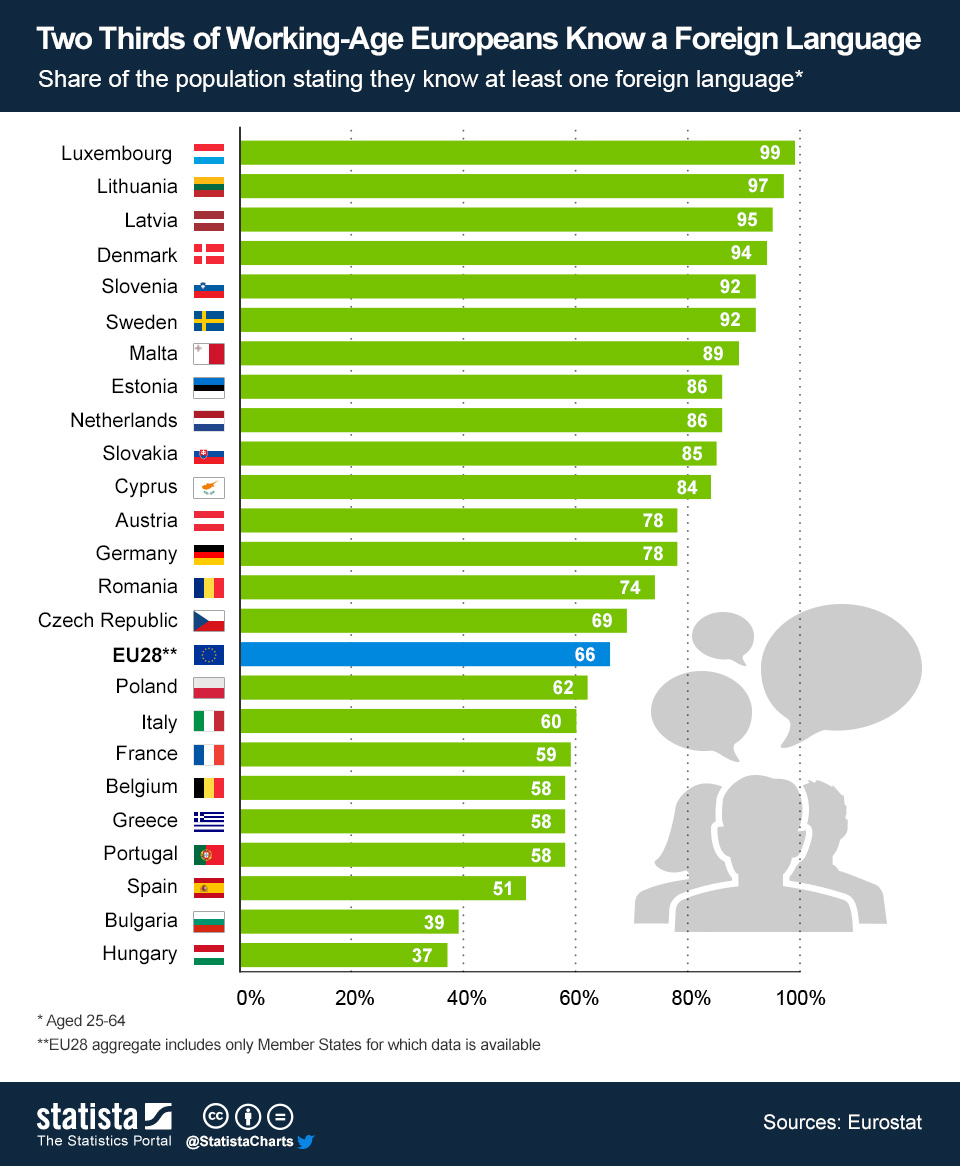 Two Thirds of Working-Age Europeans Know a Foreign Language
Share of the population stating they know at least one foreign language*
Luxembourg 99
Lithuania 97
Latvia 95
Denmark 94
Slovenia 92
Sweden 92
Malta 89
Estonia 86
Netherlands 86
Slovakia 85
Cyprus 84
Austria 78
Germany 78
Romania 74
Czech Republic 69
EU28** 66
Poland 62
Italy 60
France 59
Belgium 58
Greece 58
Portugal 58
Spain 51
Bulgaria 39
Hungary 37
0% 20% 40% 60% 80% 100%
* Aged 25-64
**EU28 aggregate includes only Member States for which data is available
statista
The Statistics Portal
cc
@StatistaCharts
Sources: Eurostat